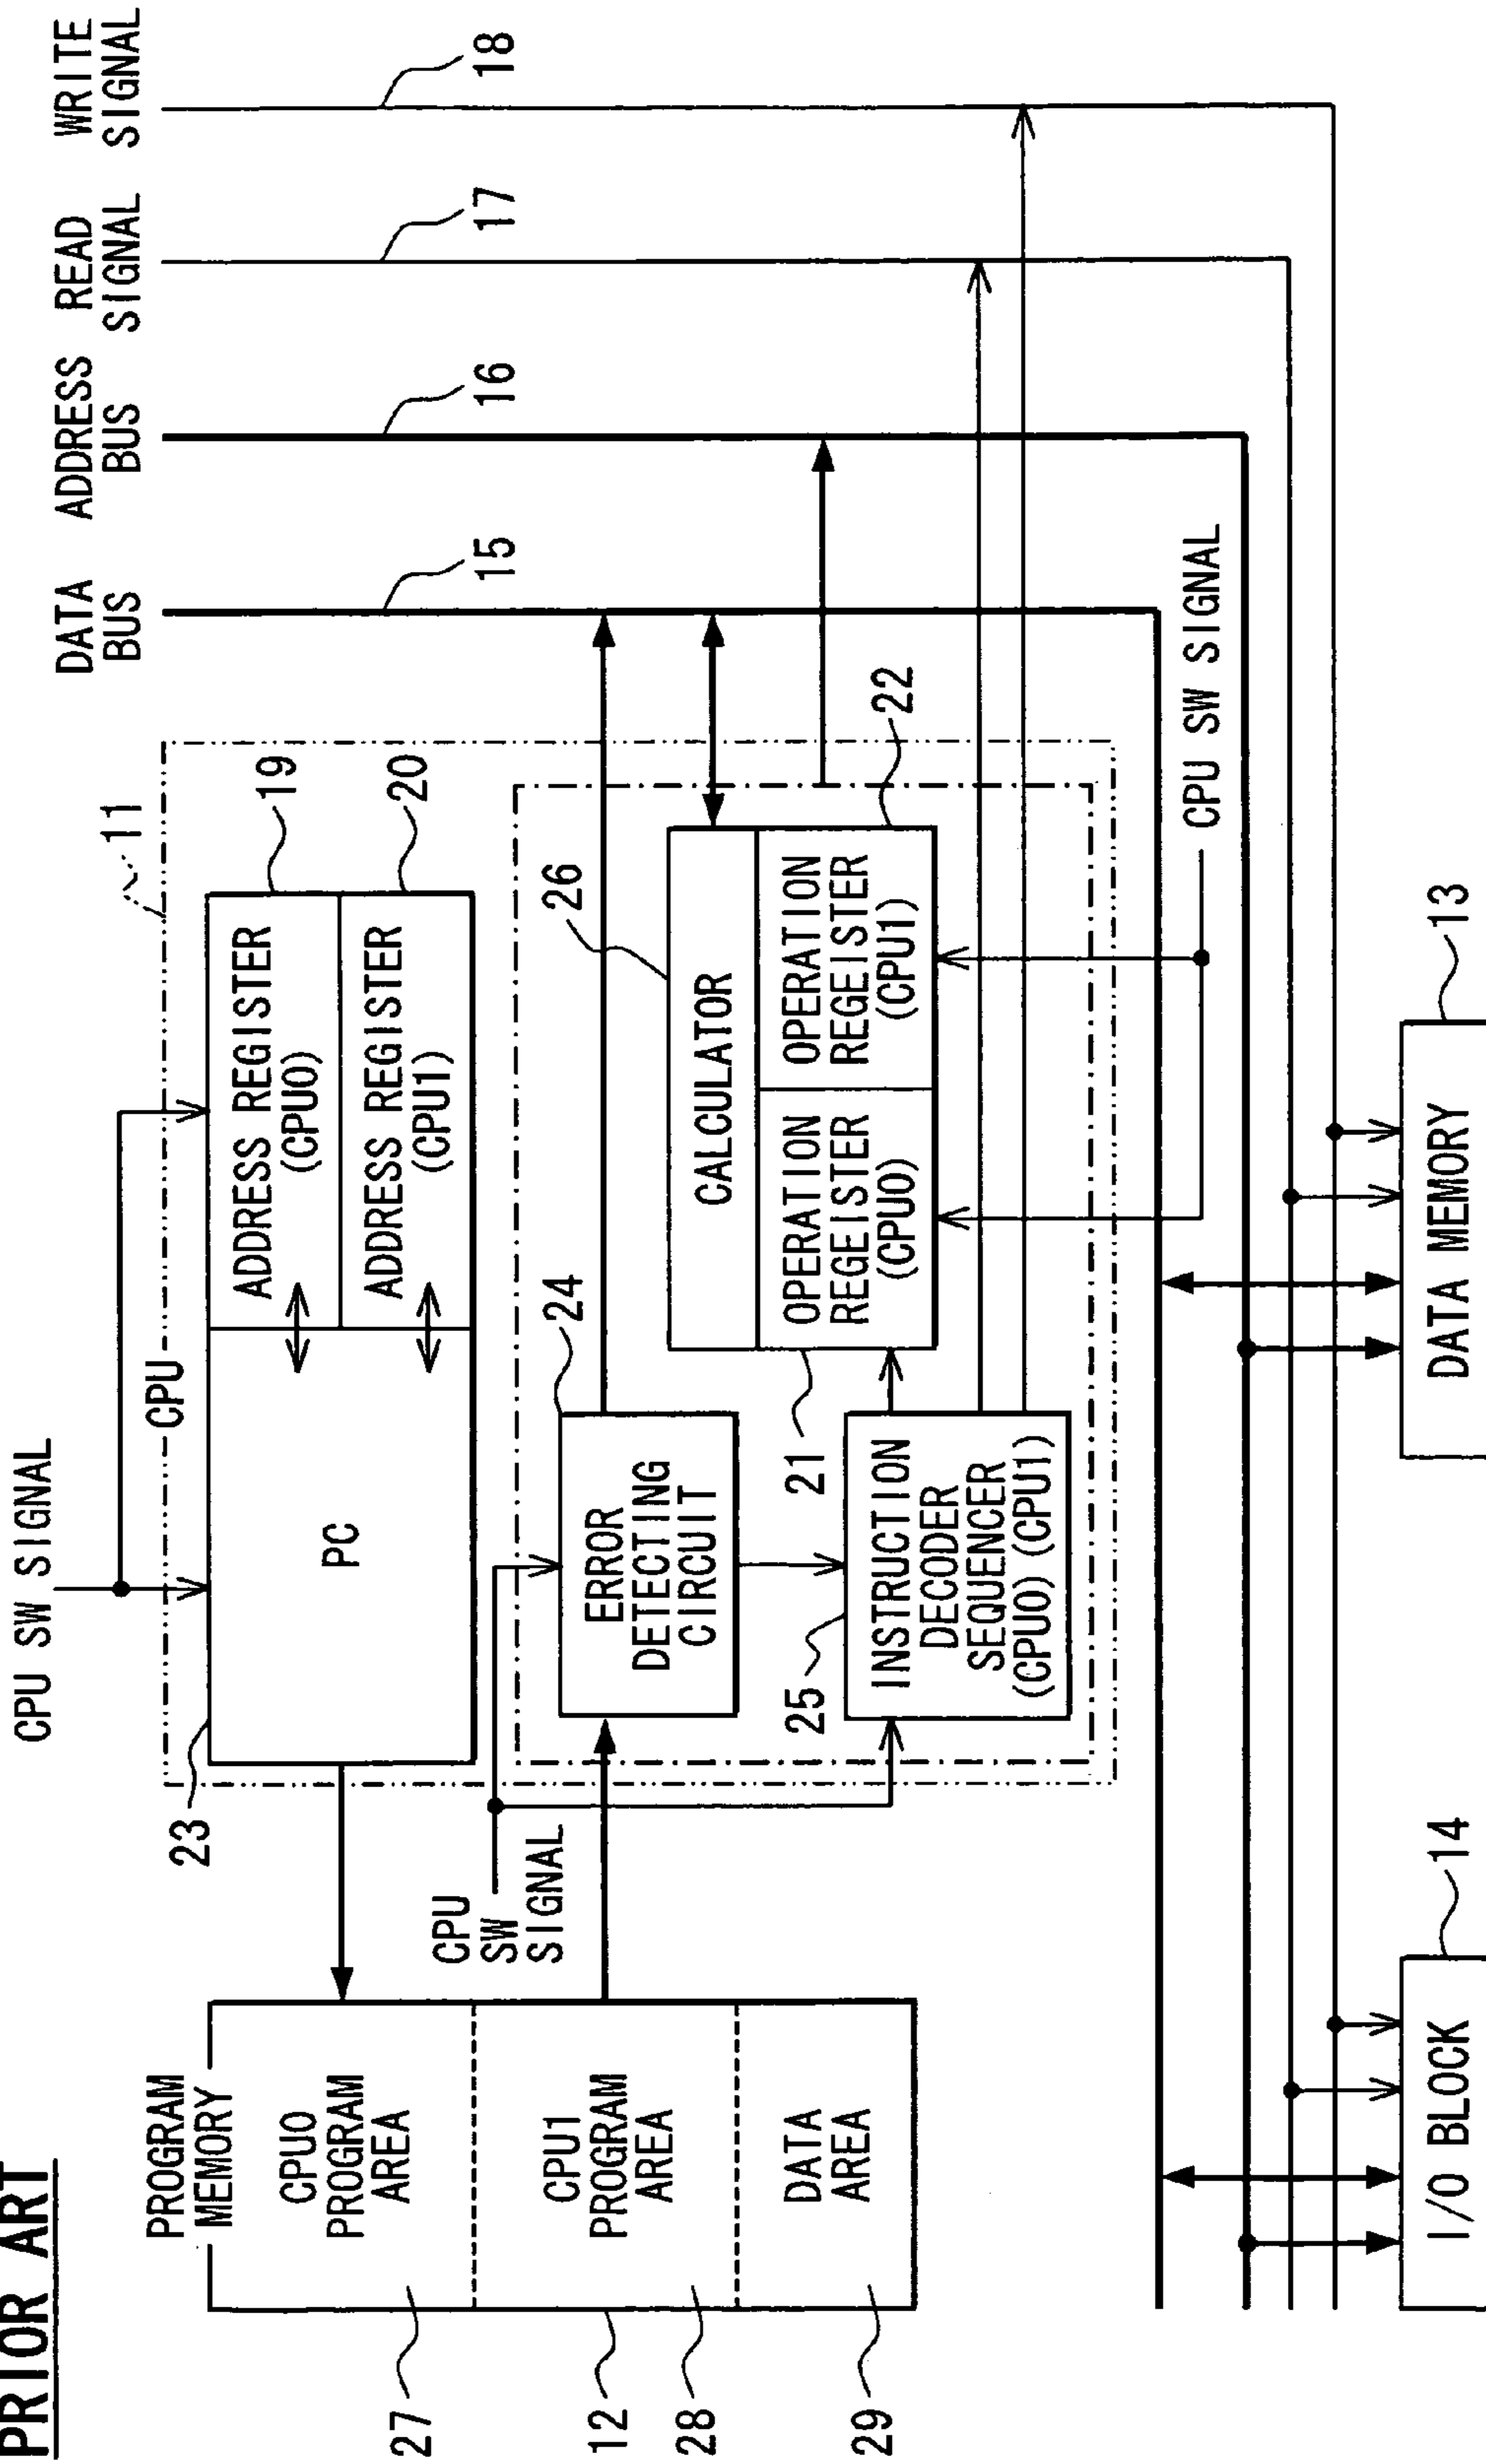 PRIOR ART
CPU SW SIGNAL
DATA
BUS
ADDRESS
BUS
READ
SIGNAL
WRITE
SIGNAL
15
16
17
18
11
CPU
23
PC
ADDRESS REGISTER
(CPU0)
19
ADDRESS REGISTER
(CPU1)
20
PROGRAM
MEMORY
CPU0
PROGRAM
AREA
CPU1
PROGRAM
AREA
DATA
AREA
27
12
28
29
CPU
SW
SIGNAL
24
ERROR
DETECTING
CIRCUIT
26
CALCULATOR
OPERATION
REGEISTER
(CPU0)
OPERATION
REGEISTER
(CPU1)
21
22
25
INSTRUCTION
DECODER
SEQUENCER
(CPU0) (CPU1)
CPU SW SIGNAL
14
I/O BLOCK
13
DATA MEMORY